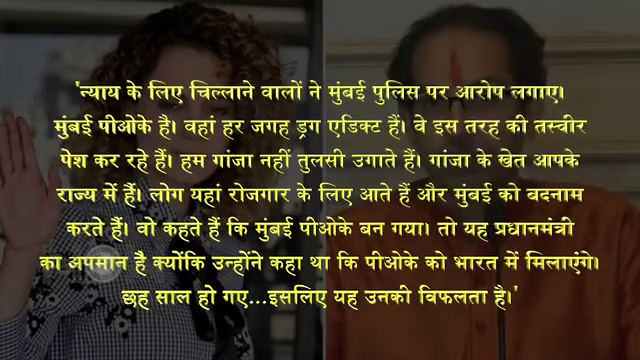 'न्याय के लिए चिल्लाने वालों ने मुंबई पुलिस पर आरोप लगाए।
मुंबई पीओके है। वहां हर जगह ड्रग एडिक्ट हैं। वे इस तरह की तस्वीर
पेश कर रहे हैं। हम गांजा नहीं तुलसी उगाते हैं। गांजा के खेत आपके
राज्य में हैं। लोग यहां रोजगार के लिए आते हैं और मुंबई को बदनाम
करते हैं। वो कहते हैं कि मुंबई पीओके बन गया। तो यह प्रधानमंत्री
का अपमान है क्योंकि उन्होंने कहा था कि पीओके को भारत में मिलाएंगे।
छह साल हो गए...इसलिए यह उनकी विफलता है।'